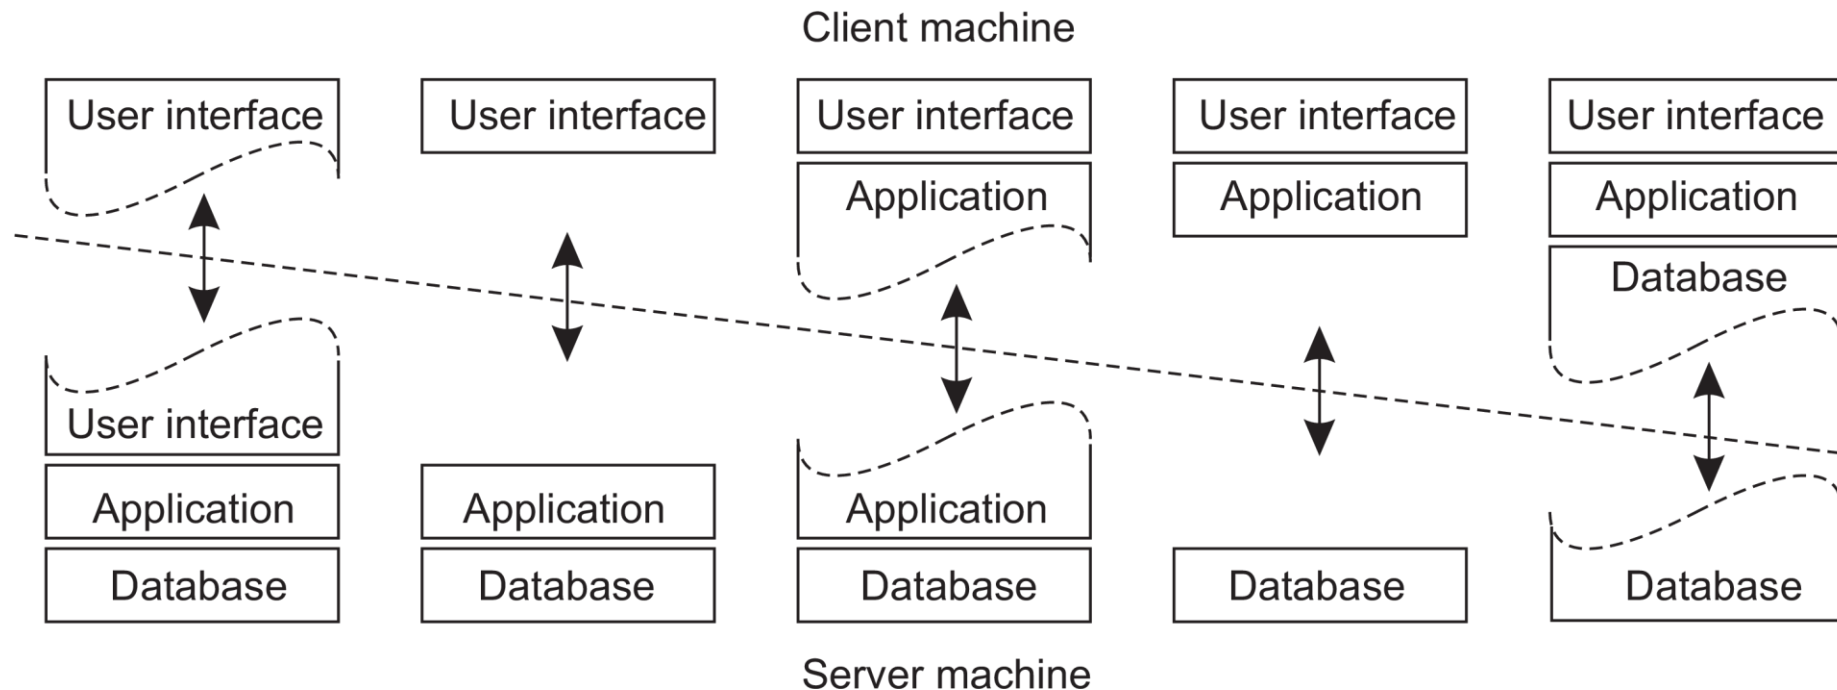 Client machine
User interface
User interface
User interface
User interface
User interface
Application
Application
Application
Database
User interface
Application
Application
Application
Database
Database
Database
Database
Database
Server machine